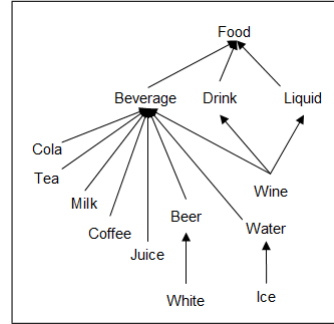 Food
Beverage Drink Liquid
Cola
Tea
Milk
Coffee
Juice
Beer
Water
Wine
White
Ice